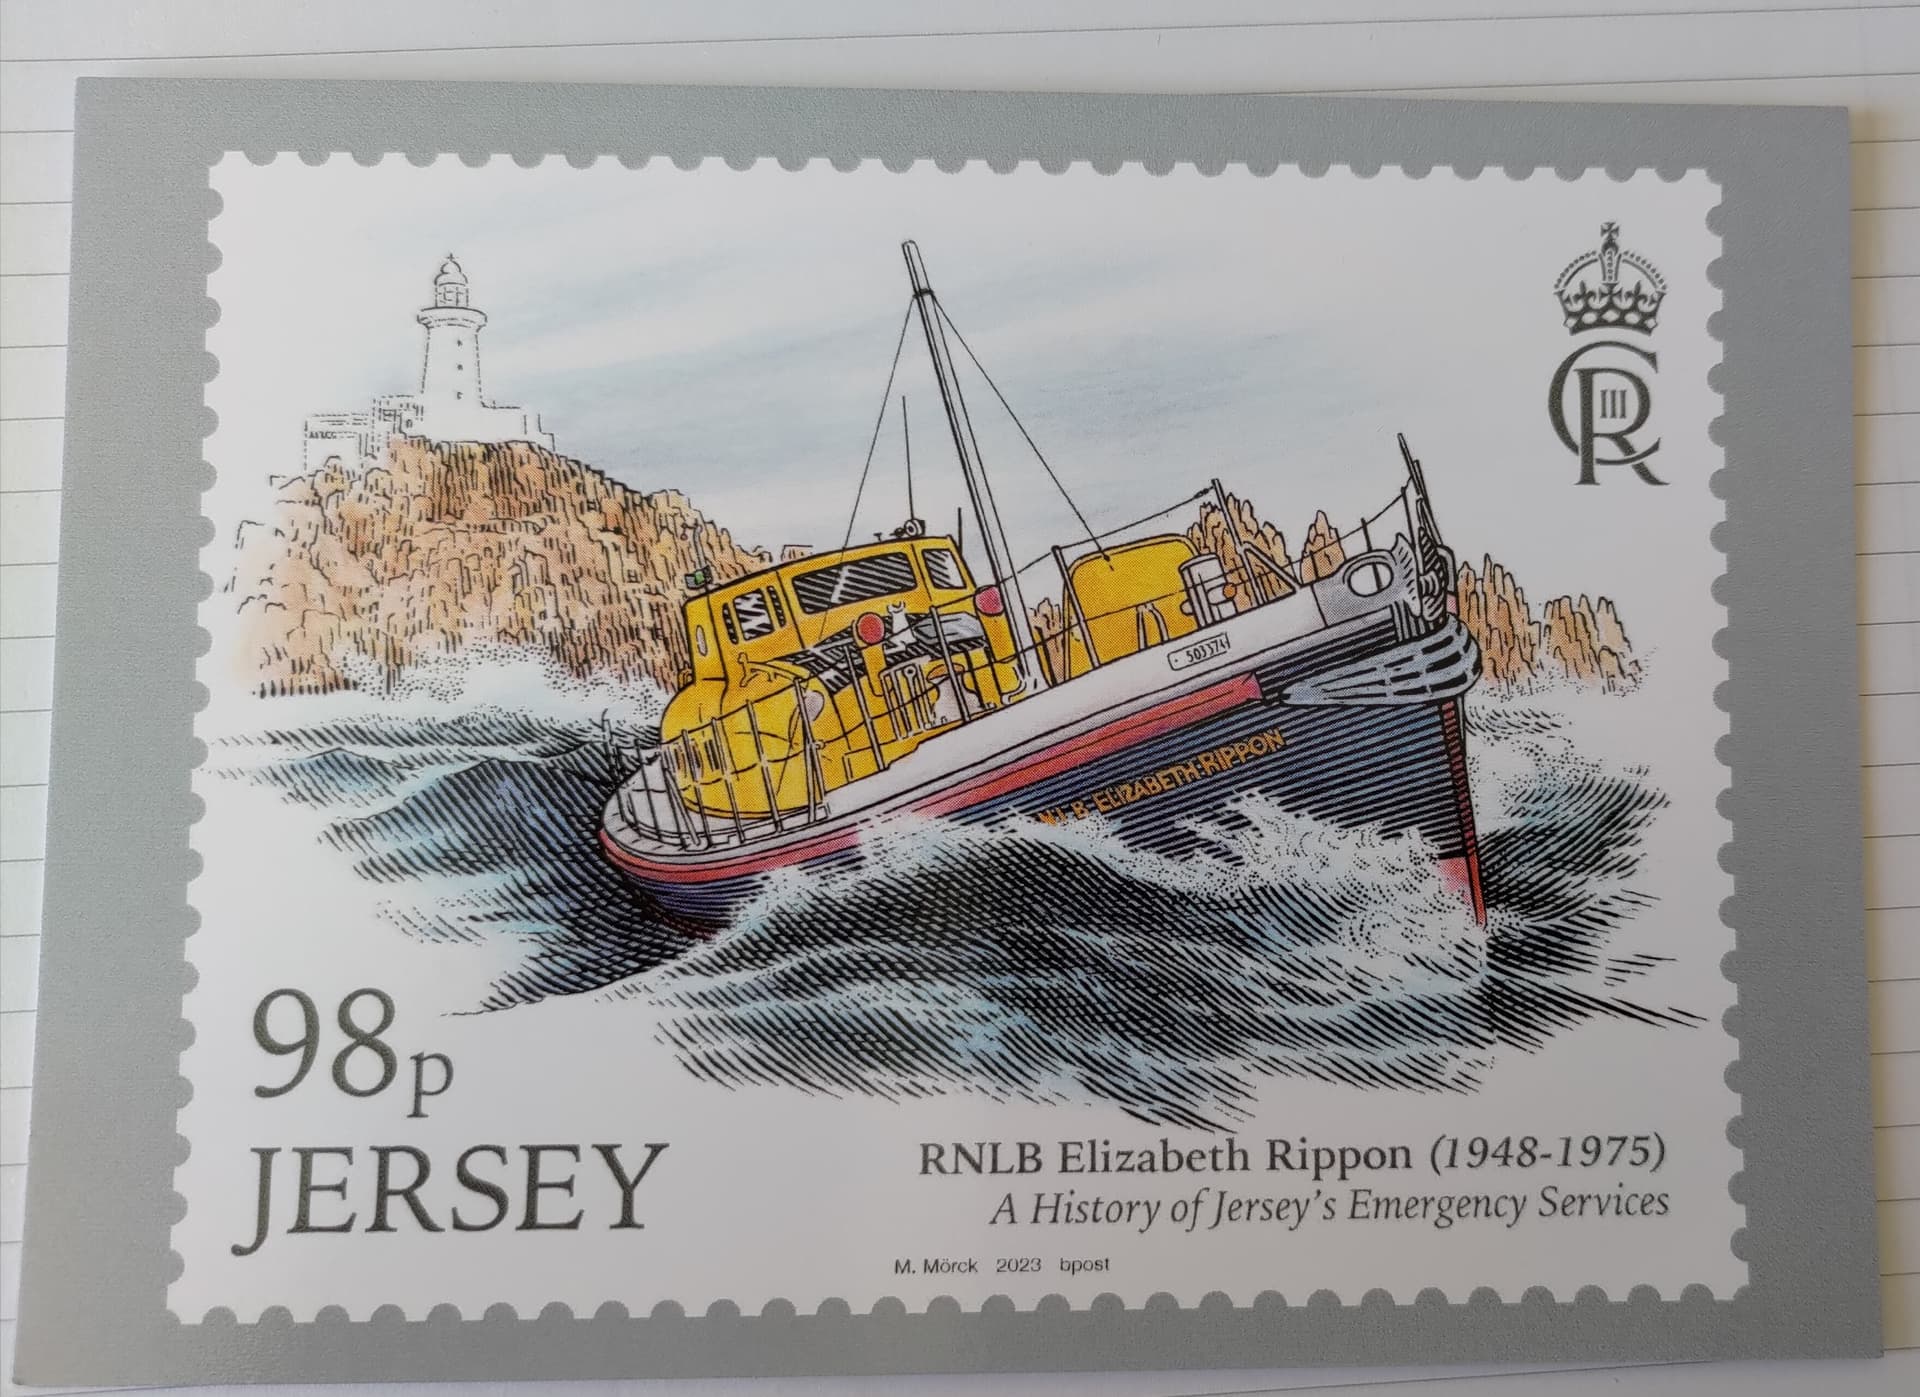 CR
III
503574
W.J.B·ELIZABETH·RIPPON
98p
JERSEY
RNLB Elizabeth Rippon (1948-1975)
A History of Jersey's Emergency Services
M. Mörck 2023 bpost